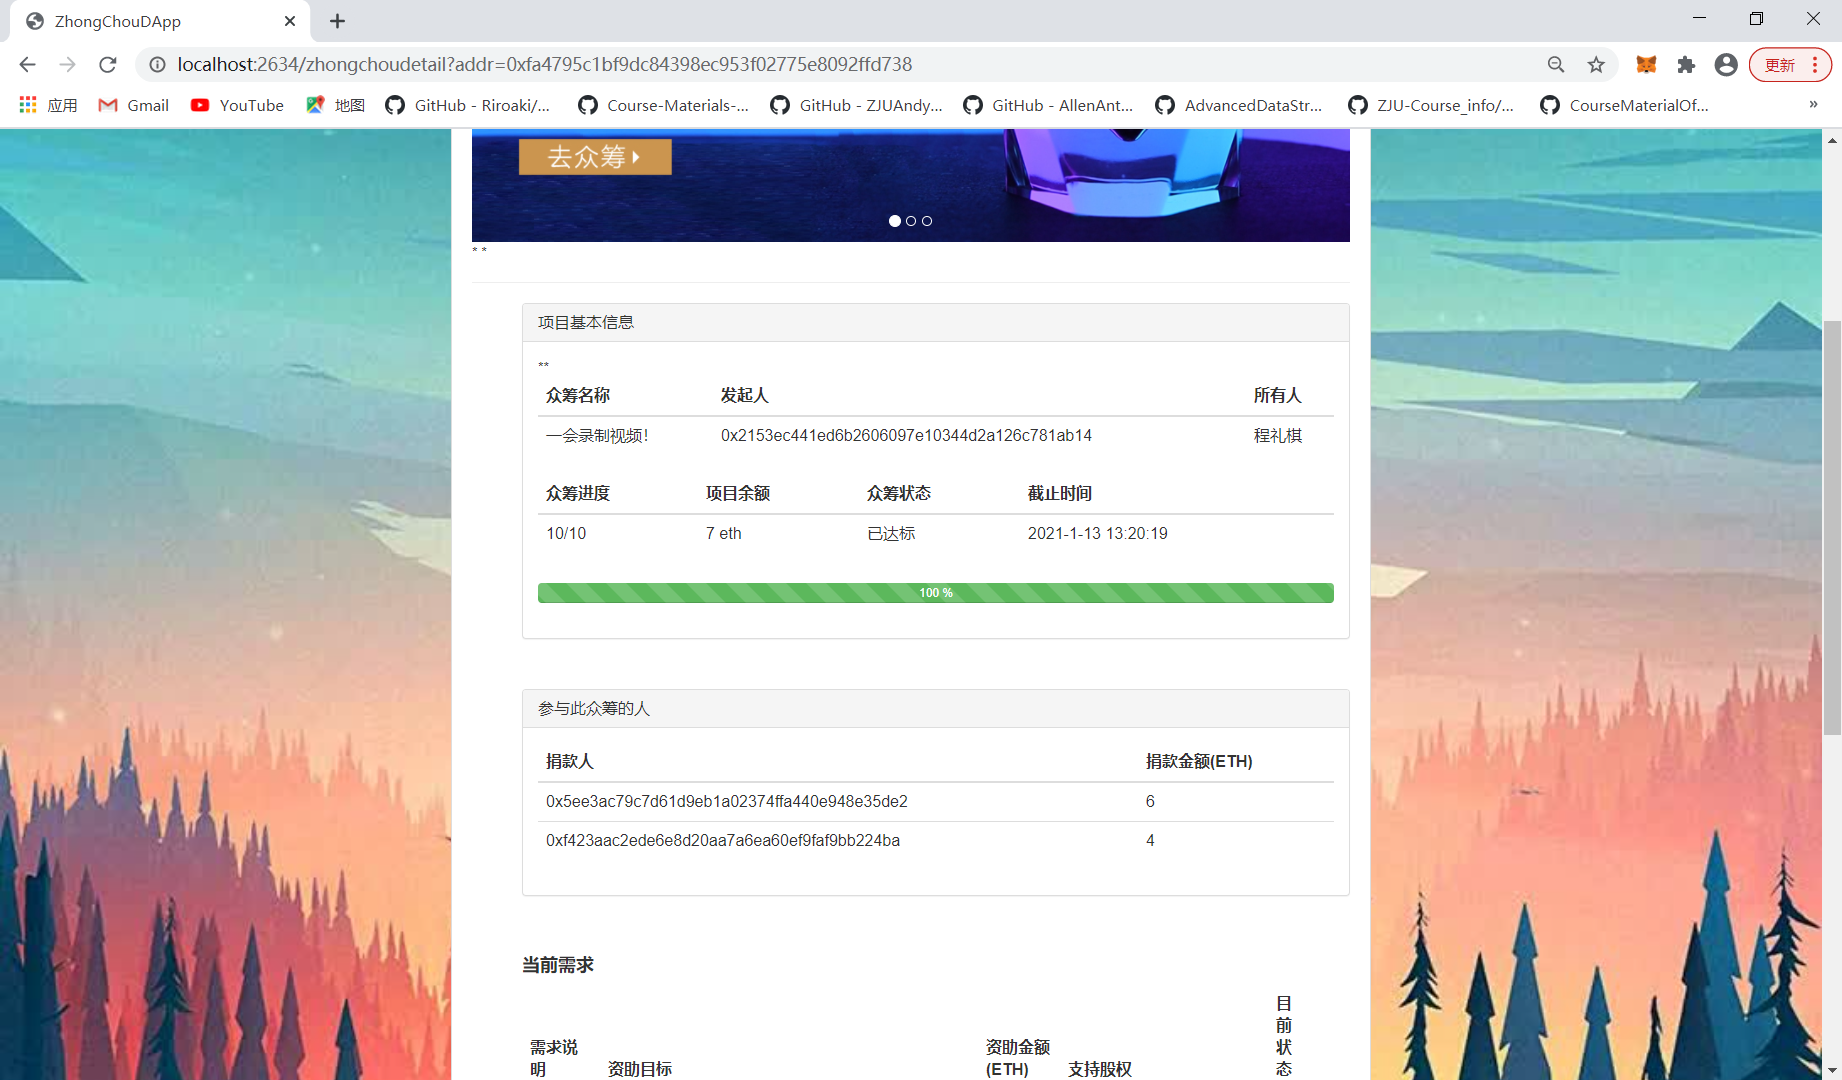 ZhongChouDApp
localhost:2634/zhongchoudetail?addr=0xfa4795c1bf9dc84398ec953f02775e8092ffd738
更新
应用 Gmail YouTube 地图 GitHub - Riroaki/... Course-Materials-... GitHub - ZJUAndy... GitHub - AllenAnt... AdvancedDataStr... ZJU-Course_info/... CourseMaterialOf... »
去众筹
* *
项目基本信息
**
众筹名称 发起人 所有人
一会录制视频! 0x2153ec441ed6b2606097e10344d2a126c781ab14 程礼棋
众筹进度 项目余额 众筹状态 截止时间
10/10 7 eth 已达标 2021-1-13 13:20:19
100 %
参与此众筹的人
捐款人 捐款金额(ETH)
0x5ee3ac79c7d61d9eb1a02374ffa440e948e35de2 6
0xf423aac2ede6e8d20aa7a6ea60ef9faf9bb224ba 4
当前需求
需求说明 资助目标 资助金额(ETH) 支持股权 目前状态